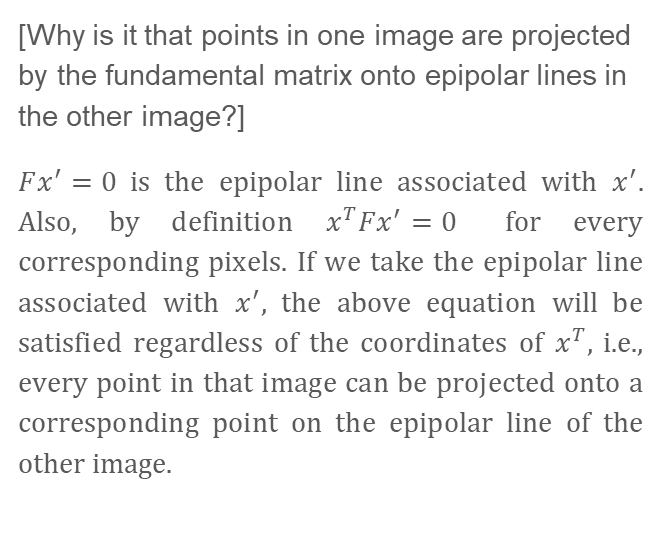 [Why is it that points in one image are projected
by the fundamental matrix onto epipolar lines in
the other image?]
Fx′ = 0 is the epipolar line associated with x′.
Also, by definition xᵀFx′ = 0 for every
corresponding pixels. If we take the epipolar line
associated with x′, the above equation will be
satisfied regardless of the coordinates of xᵀ, i.e.,
every point in that image can be projected onto a
corresponding point on the epipolar line of the
other image.